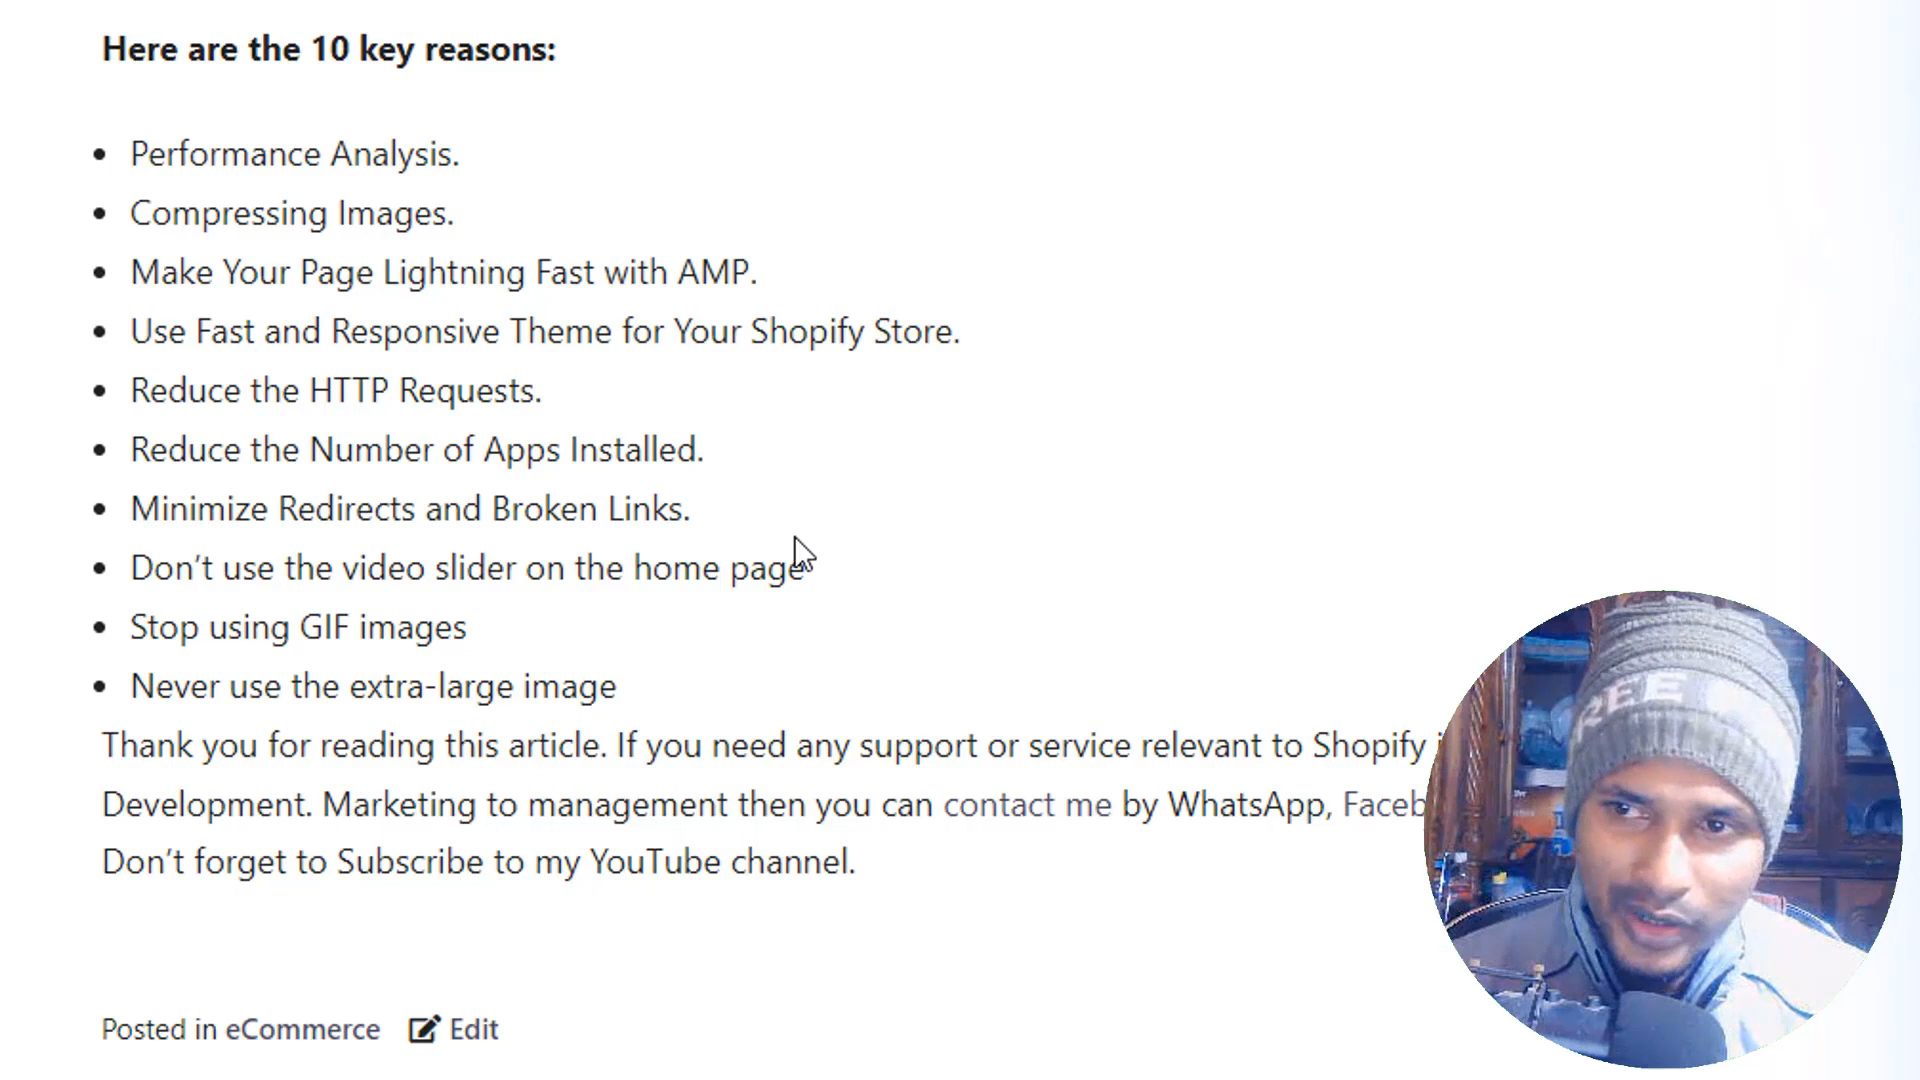 Here are the 10 key reasons:
Performance Analysis.
Compressing Images.
Make Your Page Lightning Fast with AMP.
Use Fast and Responsive Theme for Your Shopify Store.
Reduce the HTTP Requests.
Reduce the Number of Apps Installed.
Minimize Redirects and Broken Links.
Don’t use the video slider on the home page
Stop using GIF images
Never use the extra-large image
Thank you for reading this article. If you need any support or service relevant to Shopify
Development. Marketing to management then you can contact me by WhatsApp, Faceb
Don’t forget to Subscribe to my YouTube channel.
Posted in eCommerce Edit
REE